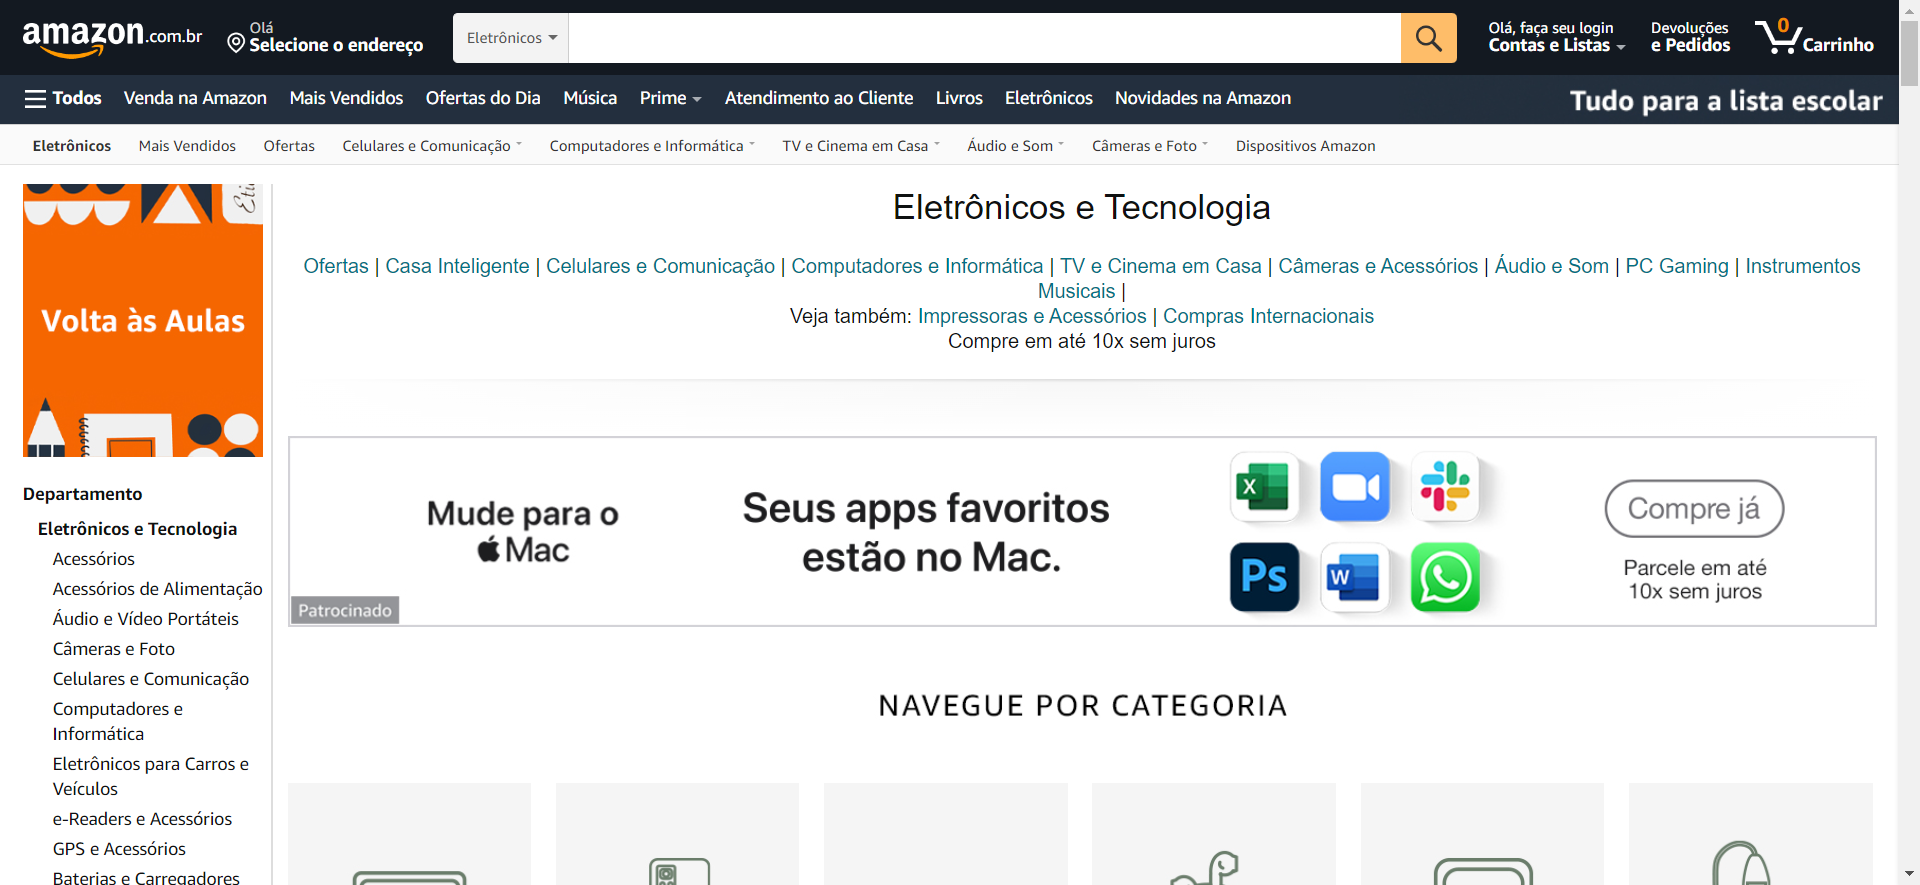 amazon.com.br
Olá
Selecione o endereço
Eletrônicos
Olá, faça seu login
Contas e Listas
Devoluções
e Pedidos
0
Carrinho
Todos
Venda na Amazon
Mais Vendidos
Ofertas do Dia
Música
Prime
Atendimento ao Cliente
Livros
Eletrônicos
Novidades na Amazon
Tudo para a lista escolar
Eletrônicos
Mais Vendidos
Ofertas
Celulares e Comunicação
Computadores e Informática
TV e Cinema em Casa
Áudio e Som
Câmeras e Foto
Dispositivos Amazon
Volta às Aulas
Departamento
Eletrônicos e Tecnologia
Acessórios
Acessórios de Alimentação
Áudio e Vídeo Portáteis
Câmeras e Foto
Celulares e Comunicação
Computadores e
Informática
Eletrônicos para Carros e
Veículos
e-Readers e Acessórios
GPS e Acessórios
Baterias e Carregadores
Eletrônicos e Tecnologia
Ofertas | Casa Inteligente | Celulares e Comunicação | Computadores e Informática | TV e Cinema em Casa | Câmeras e Acessórios | Áudio e Som | PC Gaming | Instrumentos
Musicais |
Veja também: Impressoras e Acessórios | Compras Internacionais
Compre em até 10x sem juros
Mude para o
Mac
Seus apps favoritos
estão no Mac.
X
Ps
W
Compre já
Parcele em até
10x sem juros
Patrocinado
NAVEGUE POR CATEGORIA